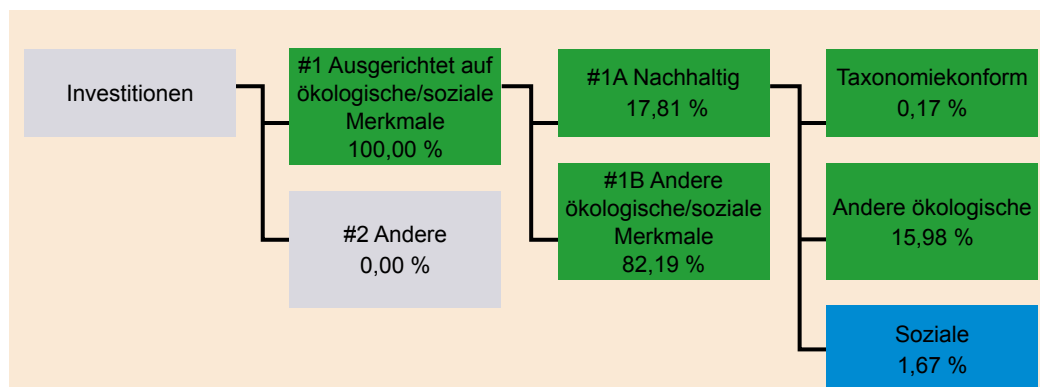 Investitionen
#1 Ausgerichtet auf
ökologische/soziale
Merkmale
100,00 %
#2 Andere
0,00 %
#1A Nachhaltig
17,81 %
#1B Andere
ökologische/soziale
Merkmale
82,19 %
Taxonomiekonform
0,17 %
Andere ökologische
15,98 %
Soziale
1,67 %